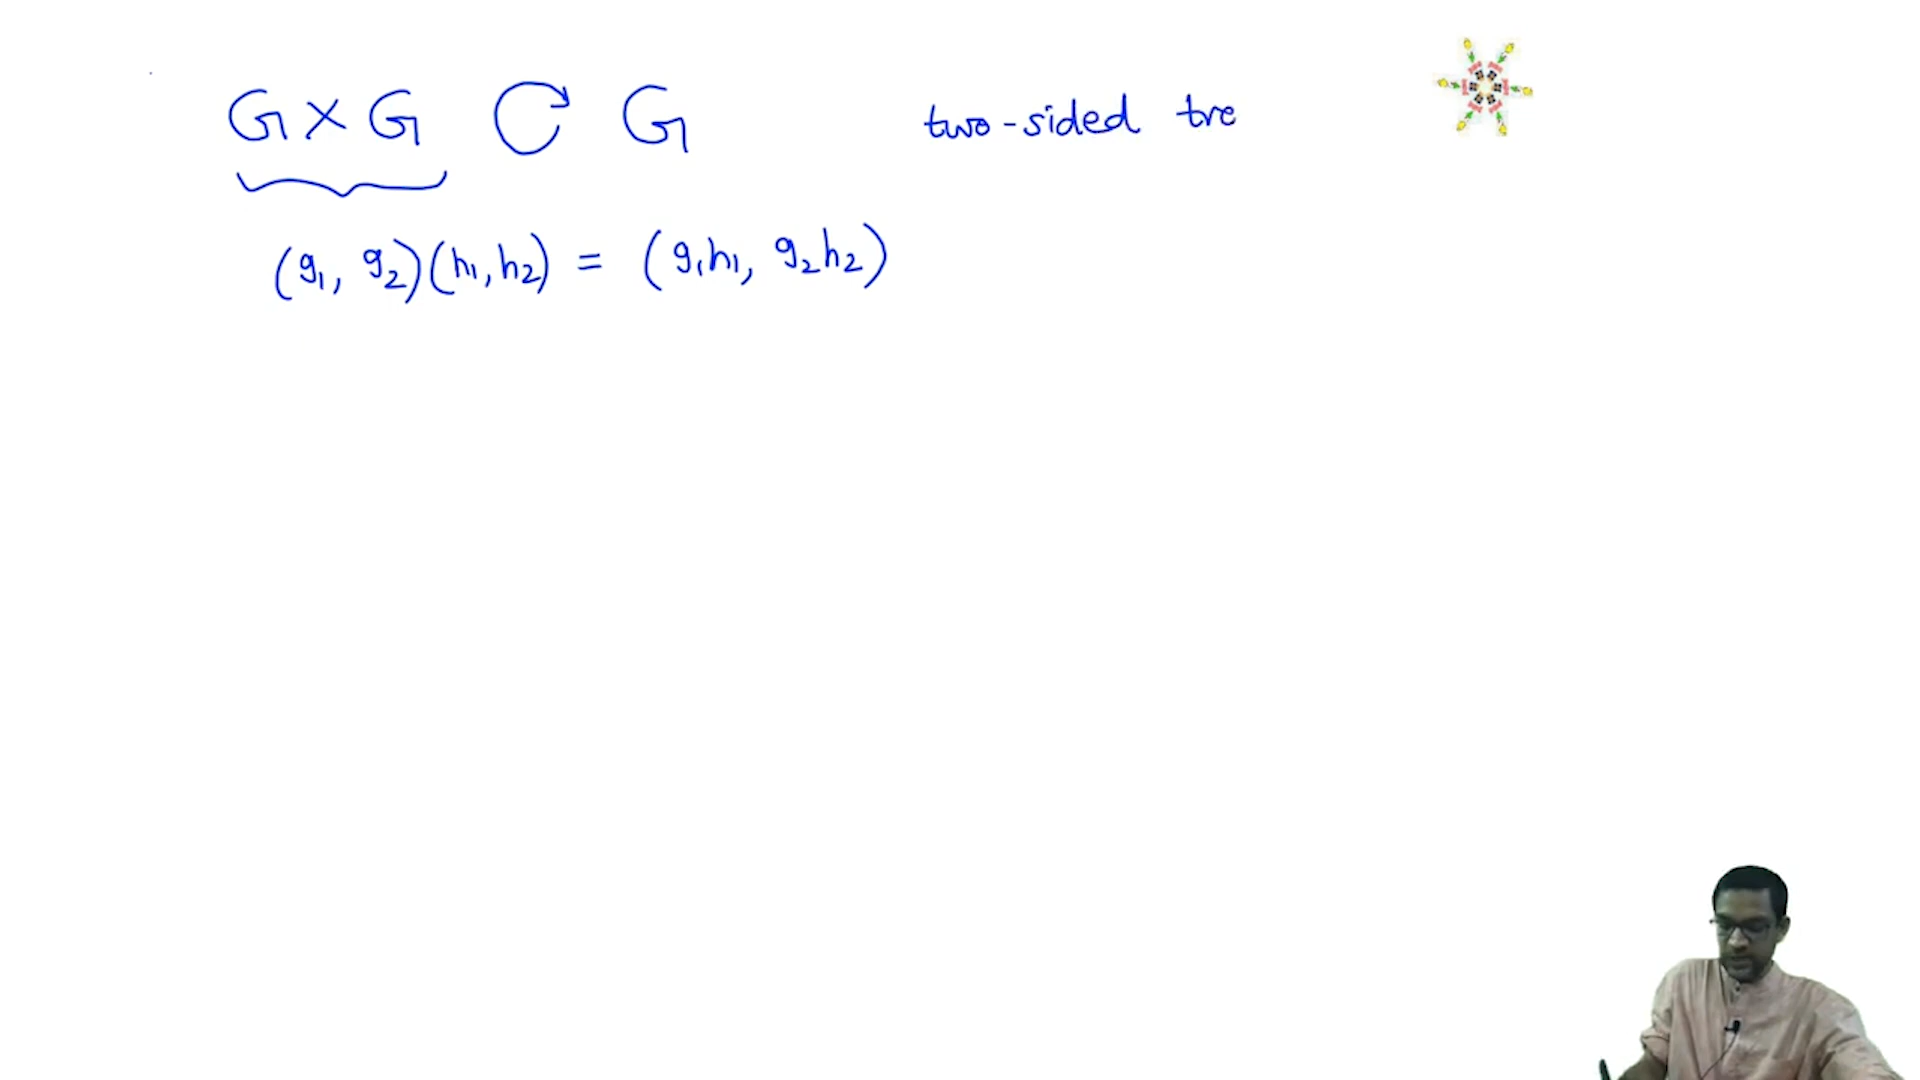 G × G ↻ G two-sided tre
(g₁, g₂)(h₁, h₂) = (g₁h₁, g₂h₂)